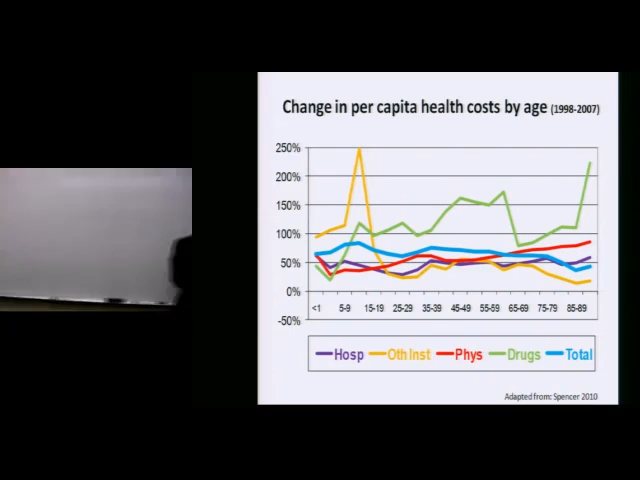 Change in per capita health costs by age (1998-2007)
250%
200%
150%
100%
50%
0%
-50%
<1 5-9 15-19 25-29 35-39 45-49 55-59 65-69 75-79 85-89
Hosp Oth Inst Phys Drugs Total
Adapted from: Spencer 2010